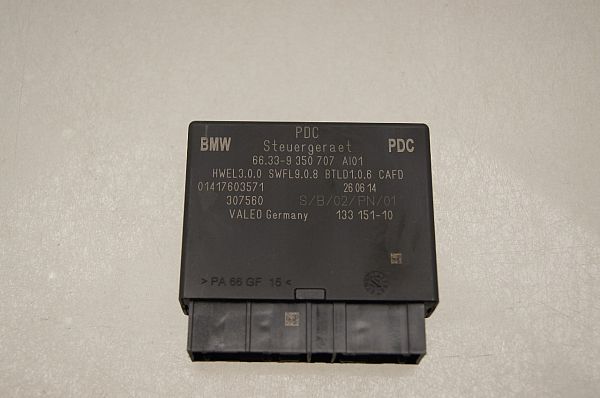 PDC
BMW Steuergeraet PDC
66.33-9 350 707 AI01
HWEL3.0.0 SWFL9.0.8 BTLD1.0.6 CAFD
01417603571 26.06.14
307560 S/B/02/PN/01
VALEO Germany 133 151-10
>PA 66 GF 15<